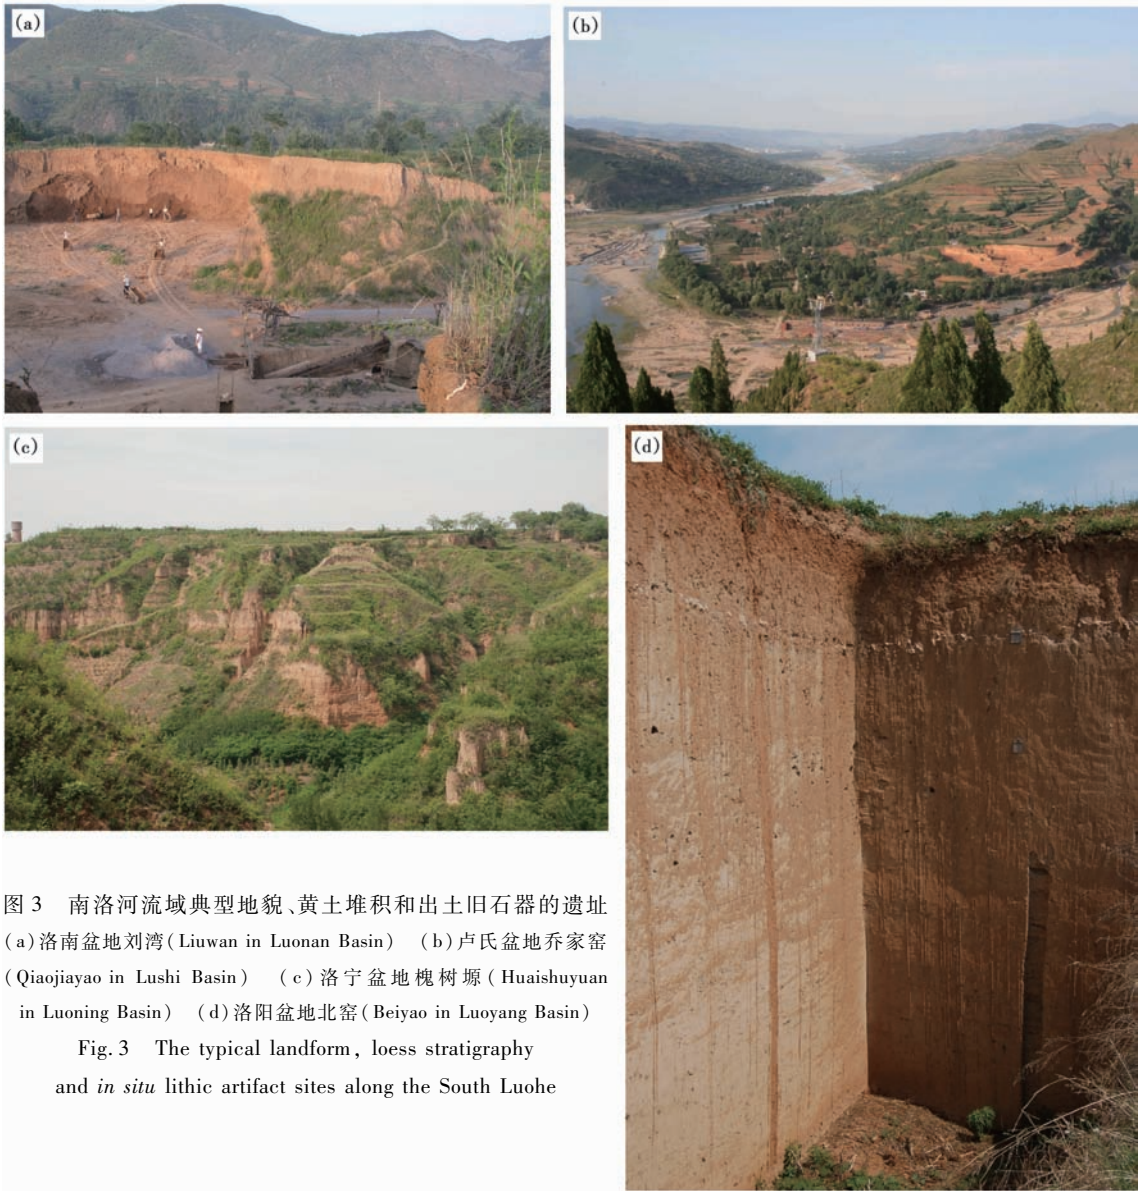 (a)
(b)
(c)
(d)
图 3 南洛河流域典型地貌、黄土堆积和出土旧石器的遗址
(a)洛南盆地刘湾(Liuwan in Luonan Basin) (b)卢氏盆地乔家窑
(Qiaojiayao in Lushi Basin) (c)洛宁盆地槐树塬(Huaishuyuan
in Luoning Basin) (d)洛阳盆地北窑(Beiyao in Luoyang Basin)
Fig. 3 The typical landform, loess stratigraphy
and in situ lithic artifact sites along the South Luohe